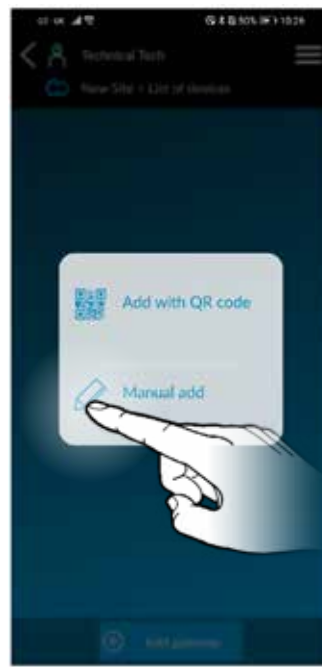 Technical Tech
New Site > List of devices
Add with QR code
Manual add